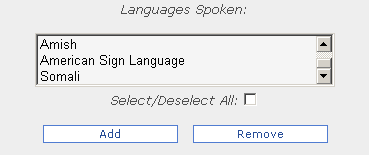 Languages Spoken:
Amish
American Sign Language
Somali
Select/Deselect All:
Add Remove